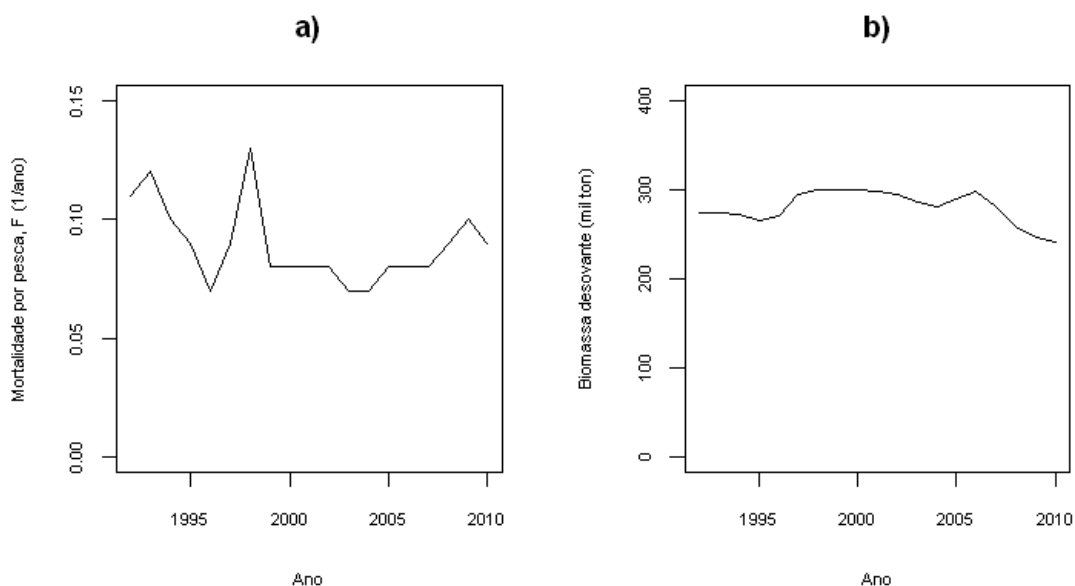 a)
Mortalidade por pesca, F (1/ano)
0.15
0.10
0.05
0.00
1995 2000 2005 2010
Ano
b)
Biomassa desovante (mil ton)
400
300
200
100
0
1995 2000 2005 2010
Ano